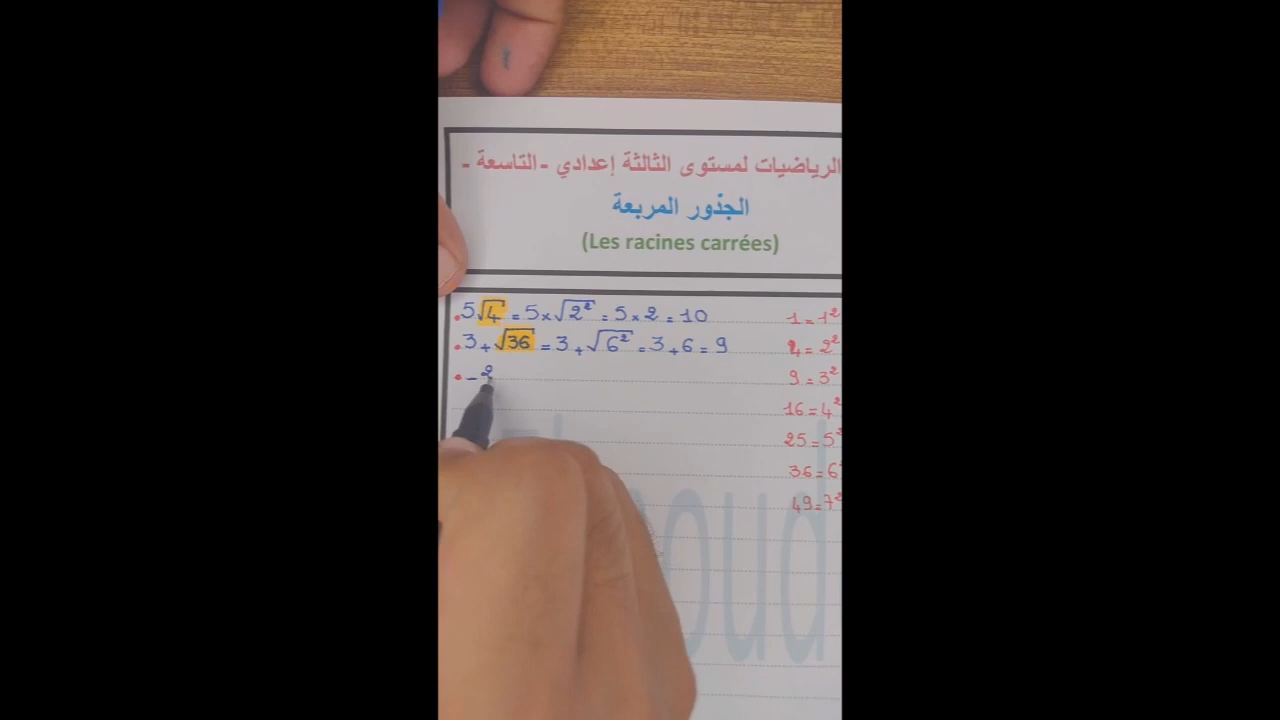 الرياضيات لمستوى الثالثة إعدادي - التاسعة -
الجذور المربعة
(Les racines carrées)
• 5√4 = 5×√2² = 5×2 = 10
• 3+√36 = 3+√6² = 3+6 = 9
• -2
1=1²
4=2²
9=3²
16=4²
25=5²
36=6²
49=7²